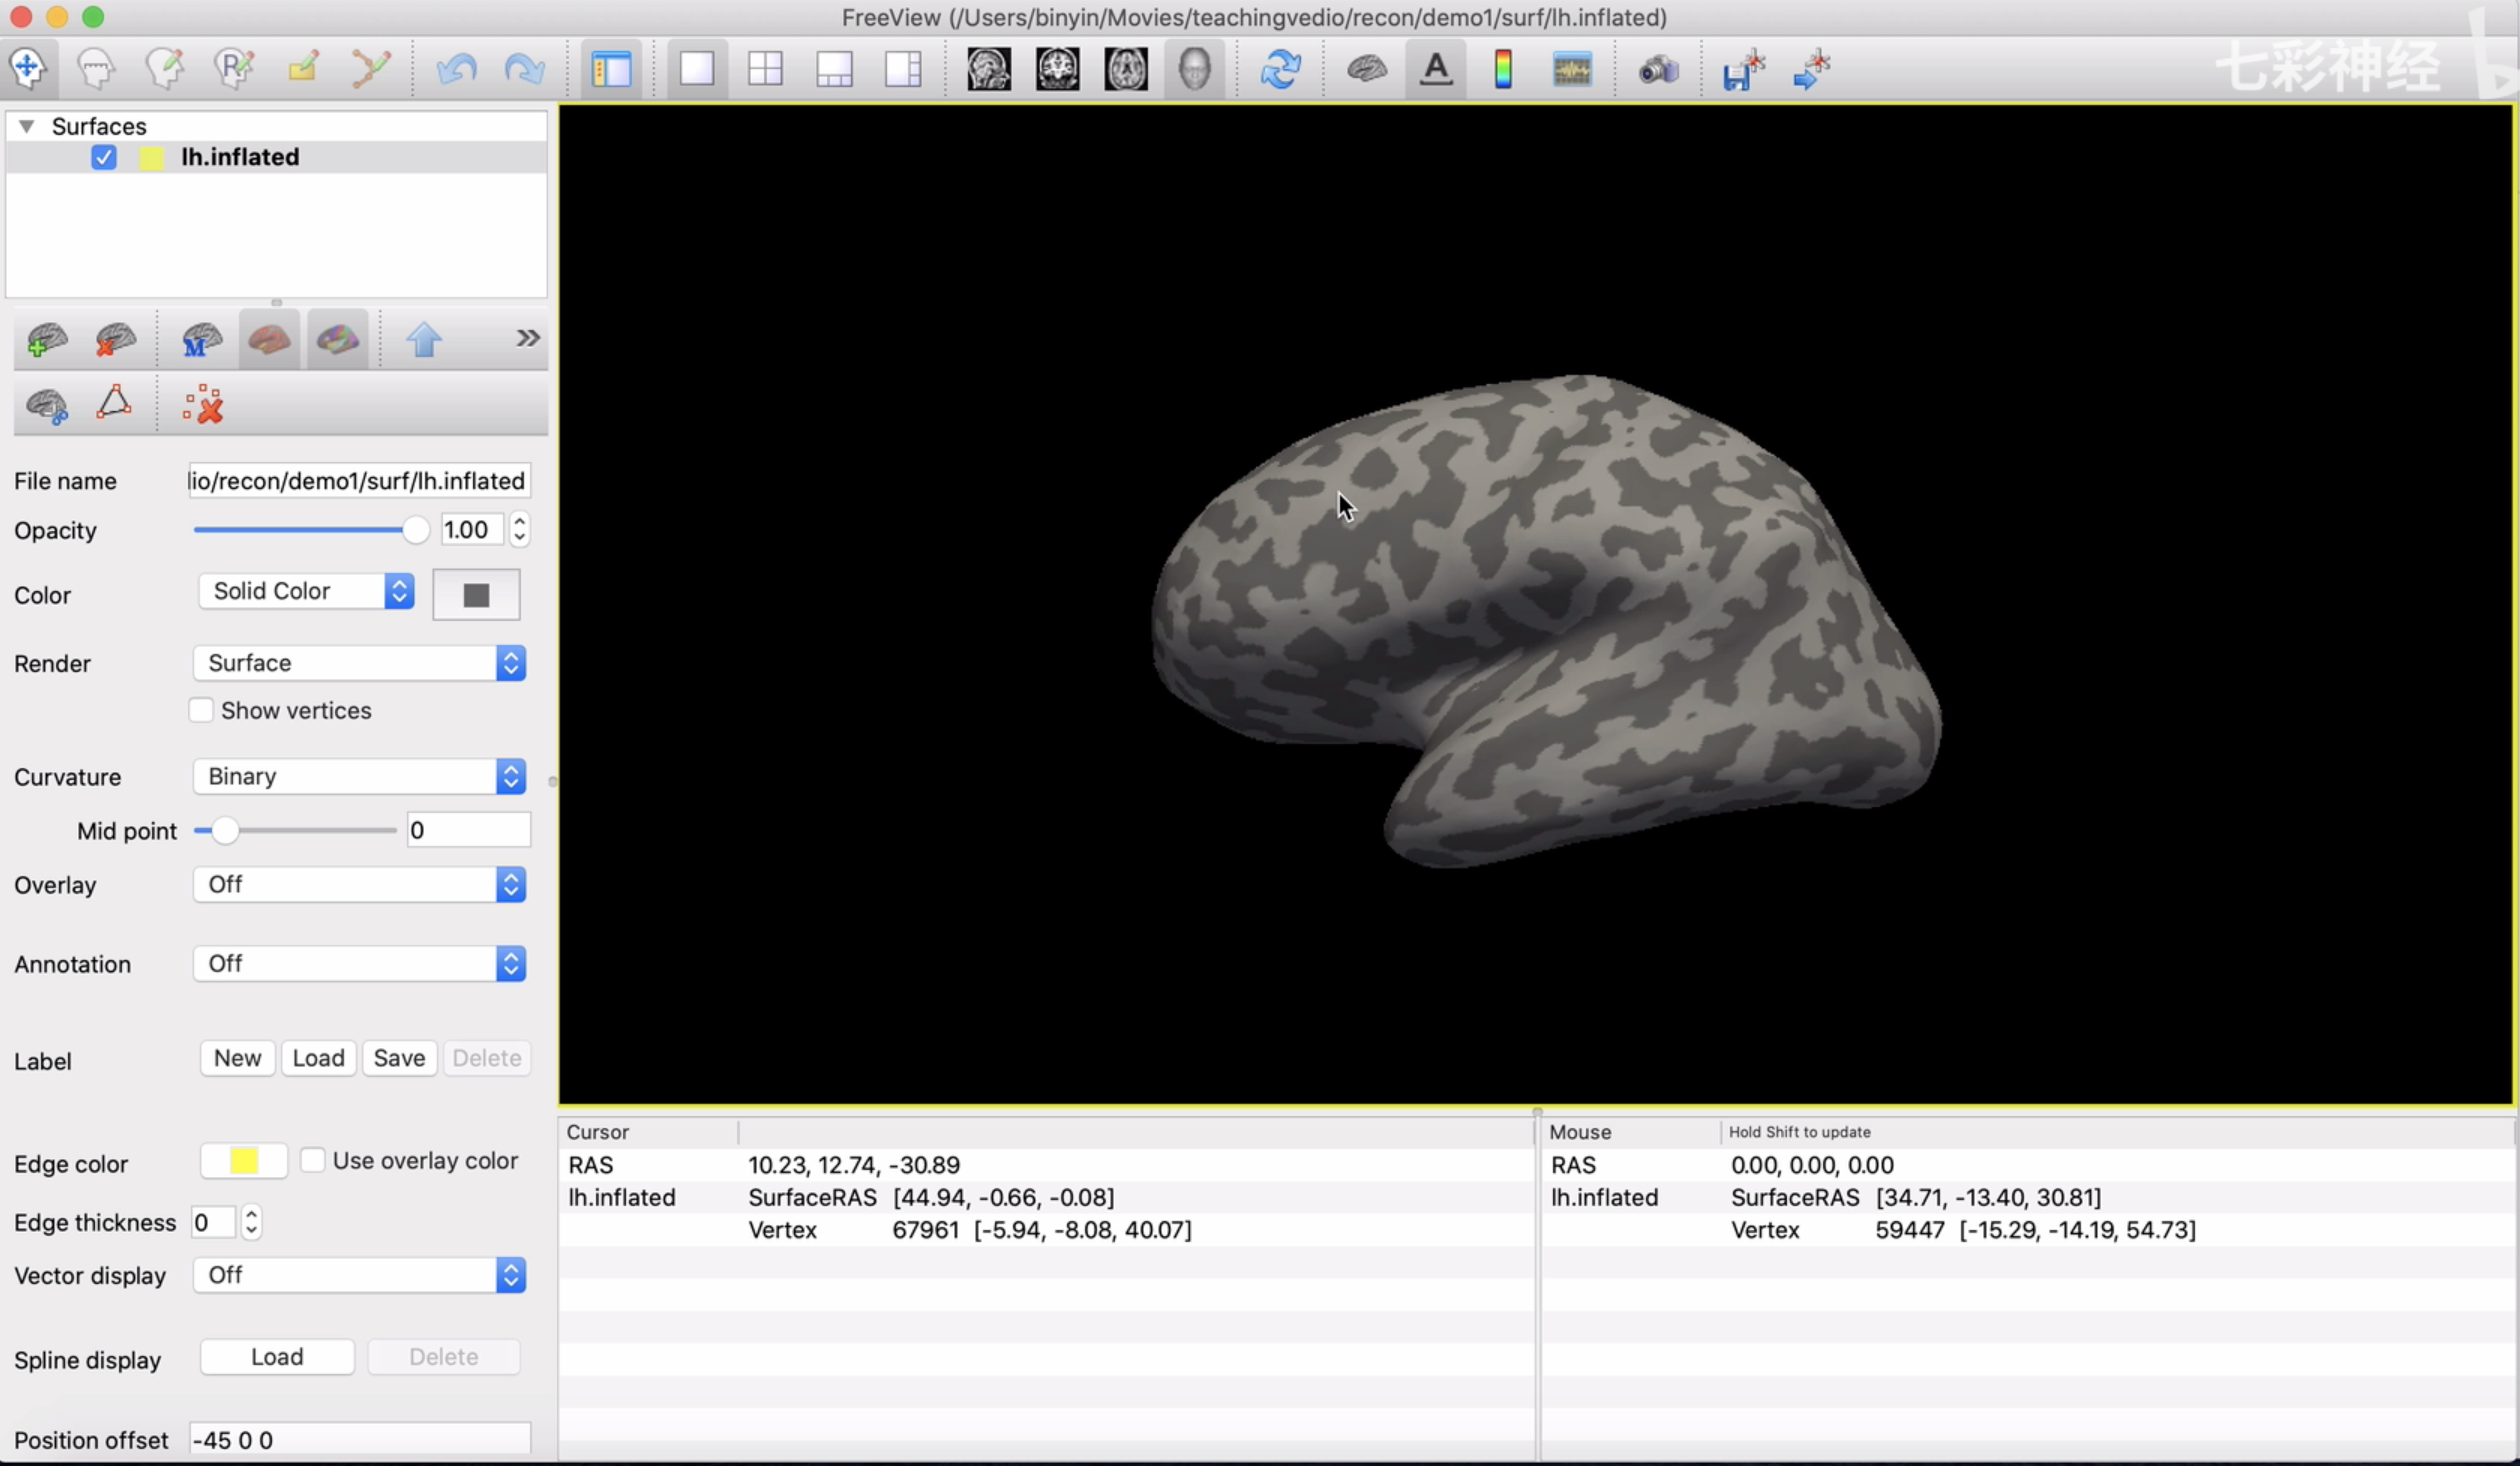 FreeView (/Users/binyin/Movies/teachingvedio/recon/demo1/surf/lh.inflated)
七彩神经
Surfaces
lh.inflated
File name lio/recon/demo1/surf/lh.inflated
Opacity 1.00
Color Solid Color
Render Surface
Show vertices
Curvature Binary
Mid point 0
Overlay Off
Annotation Off
Label New Load Save Delete
Edge color Use overlay color
Edge thickness 0
Vector display Off
Spline display Load Delete
Position offset -45 0 0
Cursor
RAS 10.23, 12.74, -30.89
lh.inflated SurfaceRAS [44.94, -0.66, -0.08]
Vertex 67961 [-5.94, -8.08, 40.07]
Mouse Hold Shift to update
RAS 0.00, 0.00, 0.00
lh.inflated SurfaceRAS [34.71, -13.40, 30.81]
Vertex 59447 [-15.29, -14.19, 54.73]